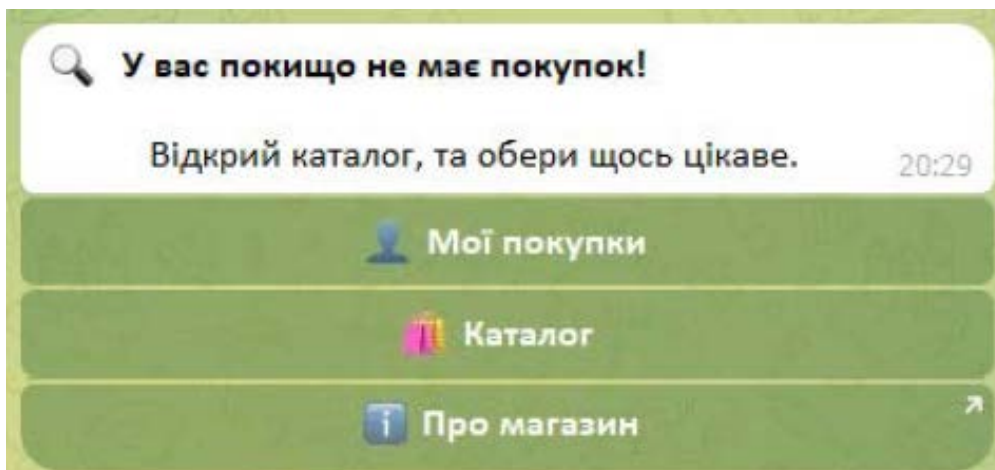 У вас покищо не має покупок!
Відкрий каталог, та обери щось цікаве.
20:29
Мої покупки
Каталог
Про магазин